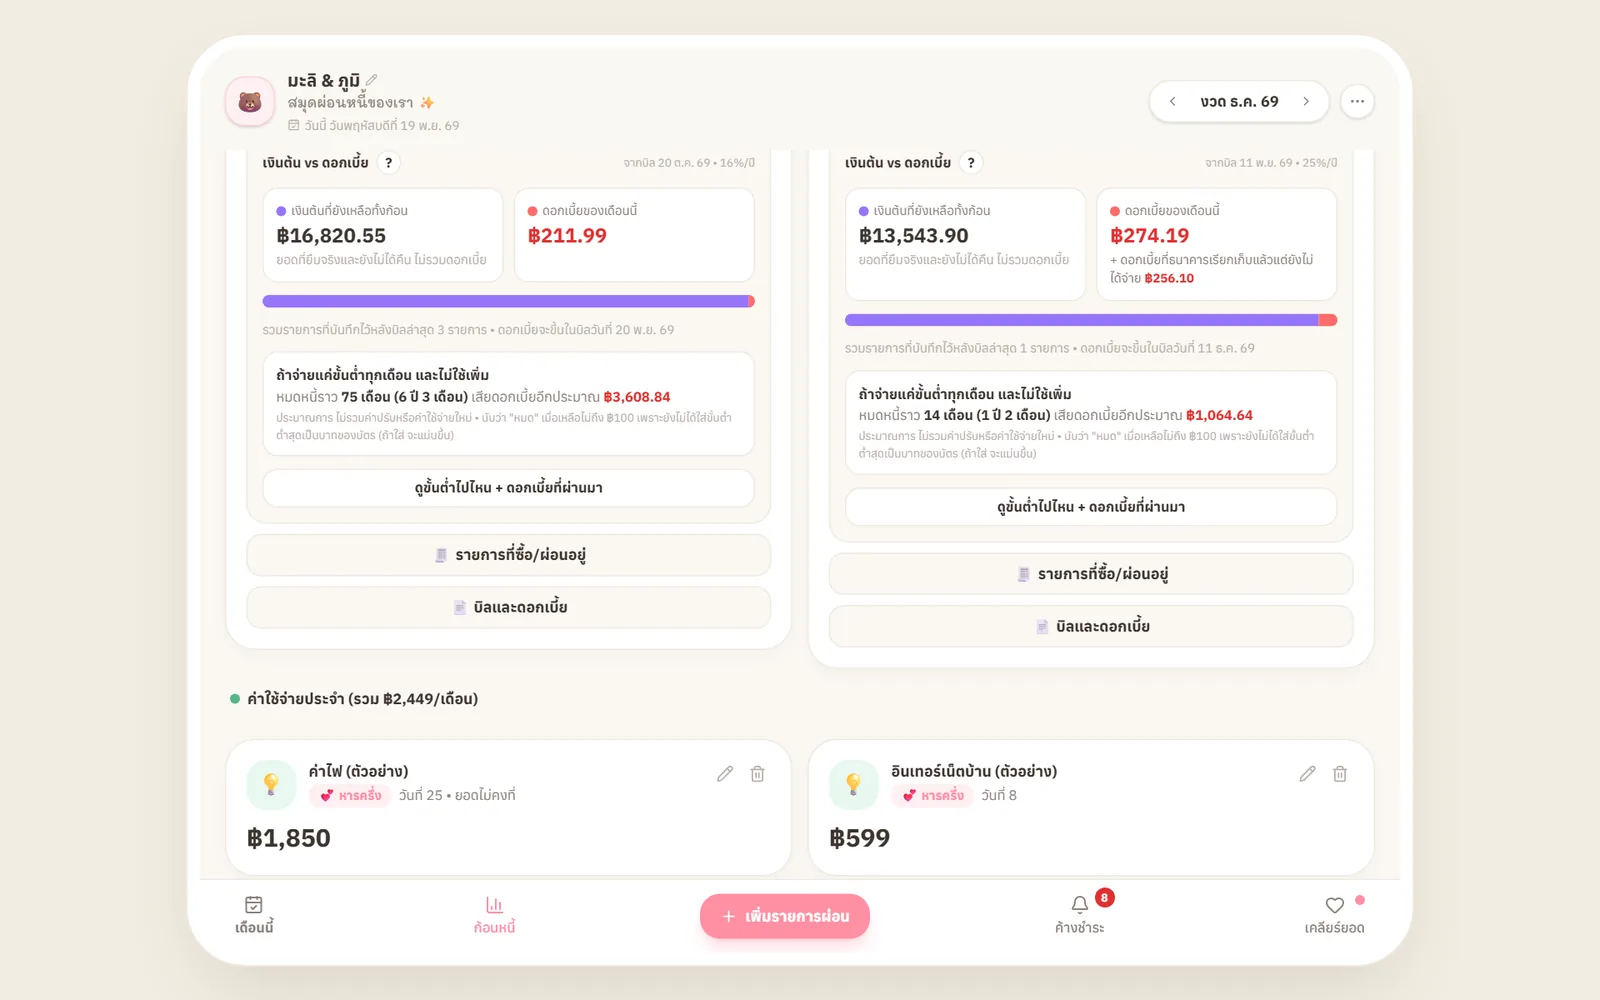 มะลิ & ภูมิ
สมุดผ่อนหนี้ของเรา
วันนี้ วันพฤหัสบดีที่ 19 พ.ย. 69
งวด ธ.ค. 69
เงินต้น vs ดอกเบี้ย ?
จากบิล 20 ต.ค. 69 • 16%/ปี
เงินต้นที่ยังเหลือทั้งก้อน
฿16,820.55
ยอดที่ยืมจริงและยังไม่ได้คืน ไม่รวมดอกเบี้ย
ดอกเบี้ยของเดือนนี้
฿211.99
รวมรายการที่บันทึกไว้หลังบิลล่าสุด 3 รายการ • ดอกเบี้ยจะขึ้นในบิลวันที่ 20 พ.ย. 69
ถ้าจ่ายแค่ขั้นต่ำทุกเดือน และไม่ใช้เพิ่ม
หมดหนี้ราว 75 เดือน (6 ปี 3 เดือน) เสียดอกเบี้ยอีกประมาณ ฿3,608.84
ประมาณการ ไม่รวมค่าปรับหรือค่าใช้จ่ายใหม่ • นับว่า "หมด" เมื่อเหลือไม่ถึง ฿100 เพราะยังไม่ได้ใส่ขั้นต่ำ
ต่ำสุดเป็นบาทของบัตร (ถ้าใส่ จะแม่นขึ้น)
ดูขั้นต่ำไปไหน + ดอกเบี้ยที่ผ่านมา
รายการที่ซื้อ/ผ่อนอยู่
บิลและดอกเบี้ย
เงินต้น vs ดอกเบี้ย ?
จากบิล 11 พ.ย. 69 • 25%/ปี
เงินต้นที่ยังเหลือทั้งก้อน
฿13,543.90
ยอดที่ยืมจริงและยังไม่ได้คืน ไม่รวมดอกเบี้ย
ดอกเบี้ยของเดือนนี้
฿274.19
+ ดอกเบี้ยที่ธนาคารเรียกเก็บแล้วแต่ยังไม่
ได้จ่าย ฿256.10
รวมรายการที่บันทึกไว้หลังบิลล่าสุด 1 รายการ • ดอกเบี้ยจะขึ้นในบิลวันที่ 11 ธ.ค. 69
ถ้าจ่ายแค่ขั้นต่ำทุกเดือน และไม่ใช้เพิ่ม
หมดหนี้ราว 14 เดือน (1 ปี 2 เดือน) เสียดอกเบี้ยอีกประมาณ ฿1,064.64
ประมาณการ ไม่รวมค่าปรับหรือค่าใช้จ่ายใหม่ • นับว่า "หมด" เมื่อเหลือไม่ถึง ฿100 เพราะยังไม่ได้ใส่ขั้นต่ำ
ต่ำสุดเป็นบาทของบัตร (ถ้าใส่ จะแม่นขึ้น)
ดูขั้นต่ำไปไหน + ดอกเบี้ยที่ผ่านมา
รายการที่ซื้อ/ผ่อนอยู่
บิลและดอกเบี้ย
ค่าใช้จ่ายประจำ (รวม ฿2,449/เดือน)
ค่าไฟ (ตัวอย่าง)
หารครึ่ง วันที่ 25 • ยอดไม่คงที่
฿1,850
อินเทอร์เน็ตบ้าน (ตัวอย่าง)
หารครึ่ง วันที่ 8
฿599
เดือนนี้
ก้อนหนี้
+ เพิ่มรายการผ่อน
8
ค้างชำระ
เคลียร์ยอด